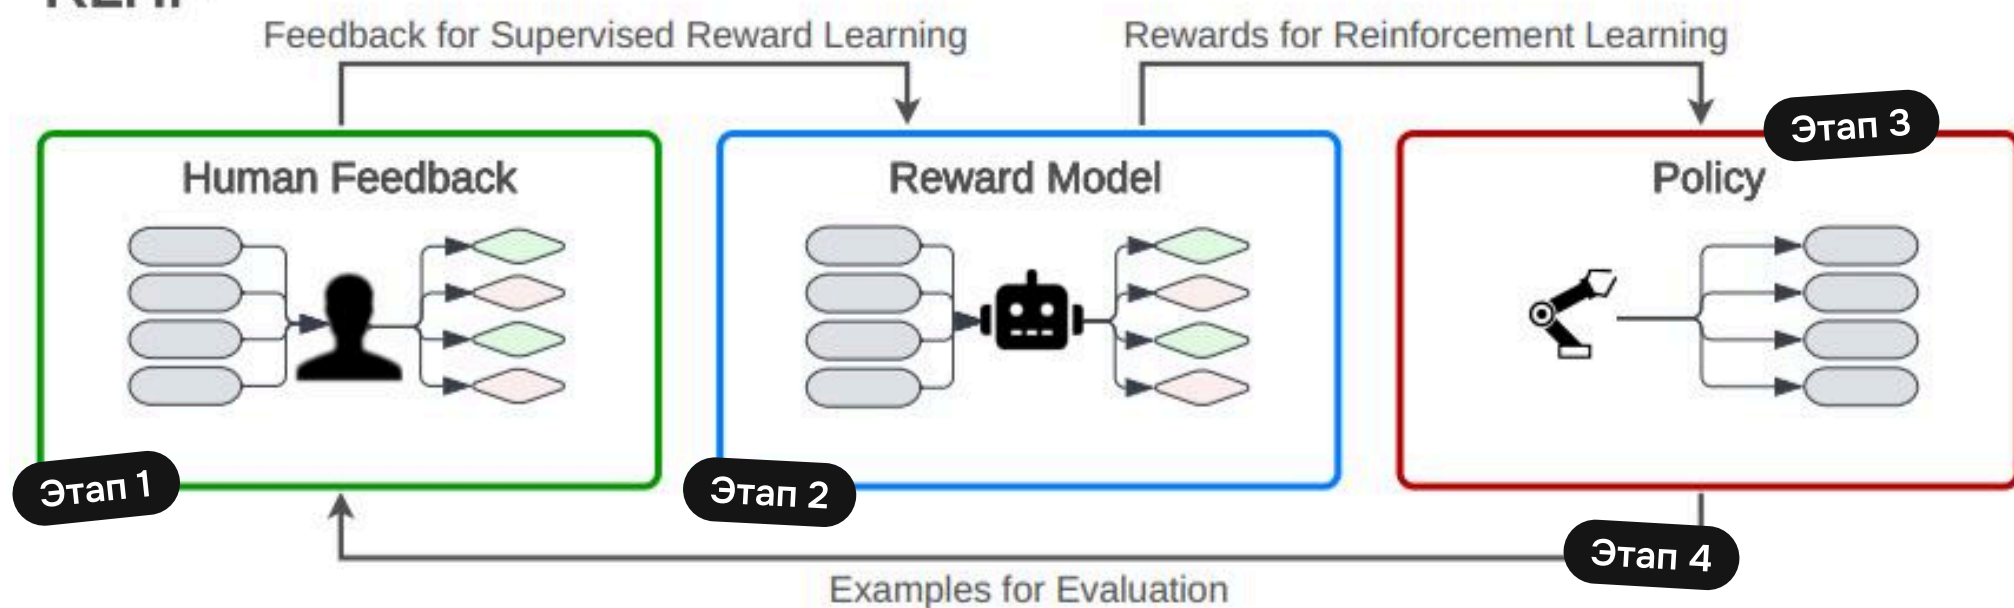 Feedback for Supervised Reward Learning
Rewards for Reinforcement Learning
Этап 3
Human Feedback
Reward Model
Policy
Этап 1
Этап 2
Этап 4
Examples for Evaluation